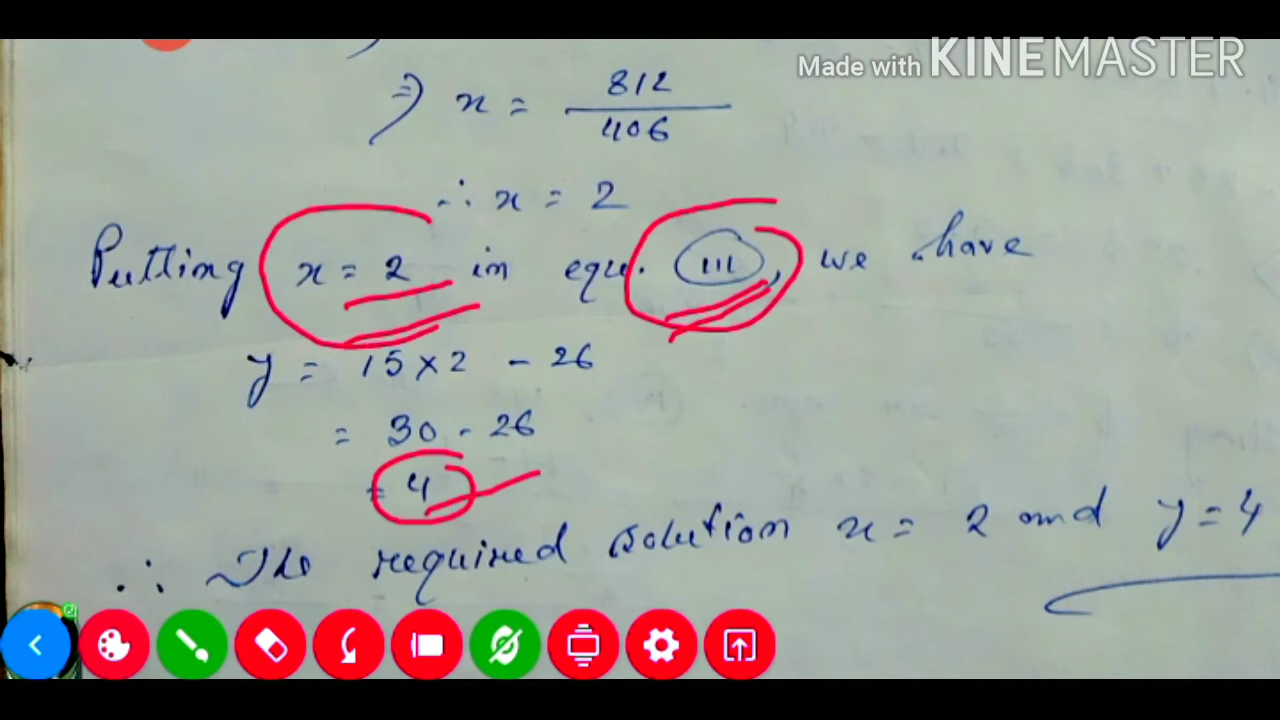 Made with KINEMASTER
⇒ x = 812
406
∴ x = 2
Putting x = 2 in equ. (iii), we have
y = 15 × 2 - 26
= 30 - 26
= 4
∴ The required solution x = 2 and y = 4